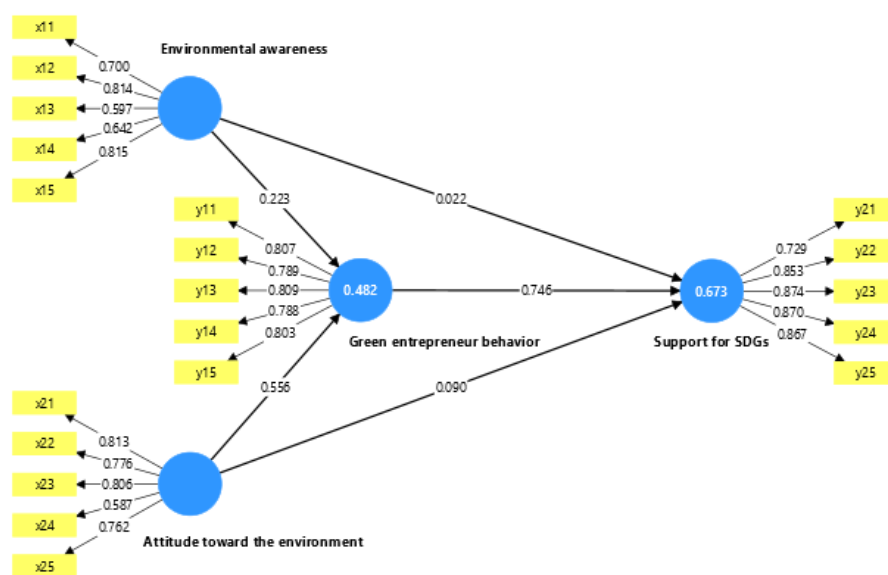 x11
x12
x13
x14
x15
0.700
0.814
0.597
0.642
0.815
Environmental awareness
0.223
0.022
y11
y12
y13
y14
y15
0.807
0.789
0.809
0.788
0.803
0.482
Green entrepreneur behavior
0.746
0.673
Support for SDGs
0.729
0.853
0.874
0.870
0.867
y21
y22
y23
y24
y25
0.556
0.090
x21
x22
x23
x24
x25
0.813
0.776
0.806
0.587
0.762
Attitude toward the environment